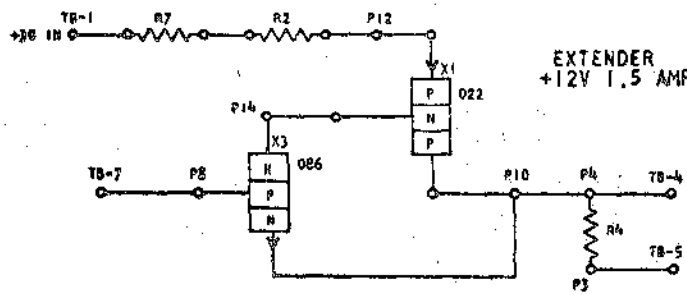 +DC IN TB-1 R7 R2 P12
X1
EXTENDER
+12V 1.5 AMP
P 022
N
P
P14
X3
N 086
P
N
TB-7 P8
P10 P4 TB-4
R4
TB-5
P3